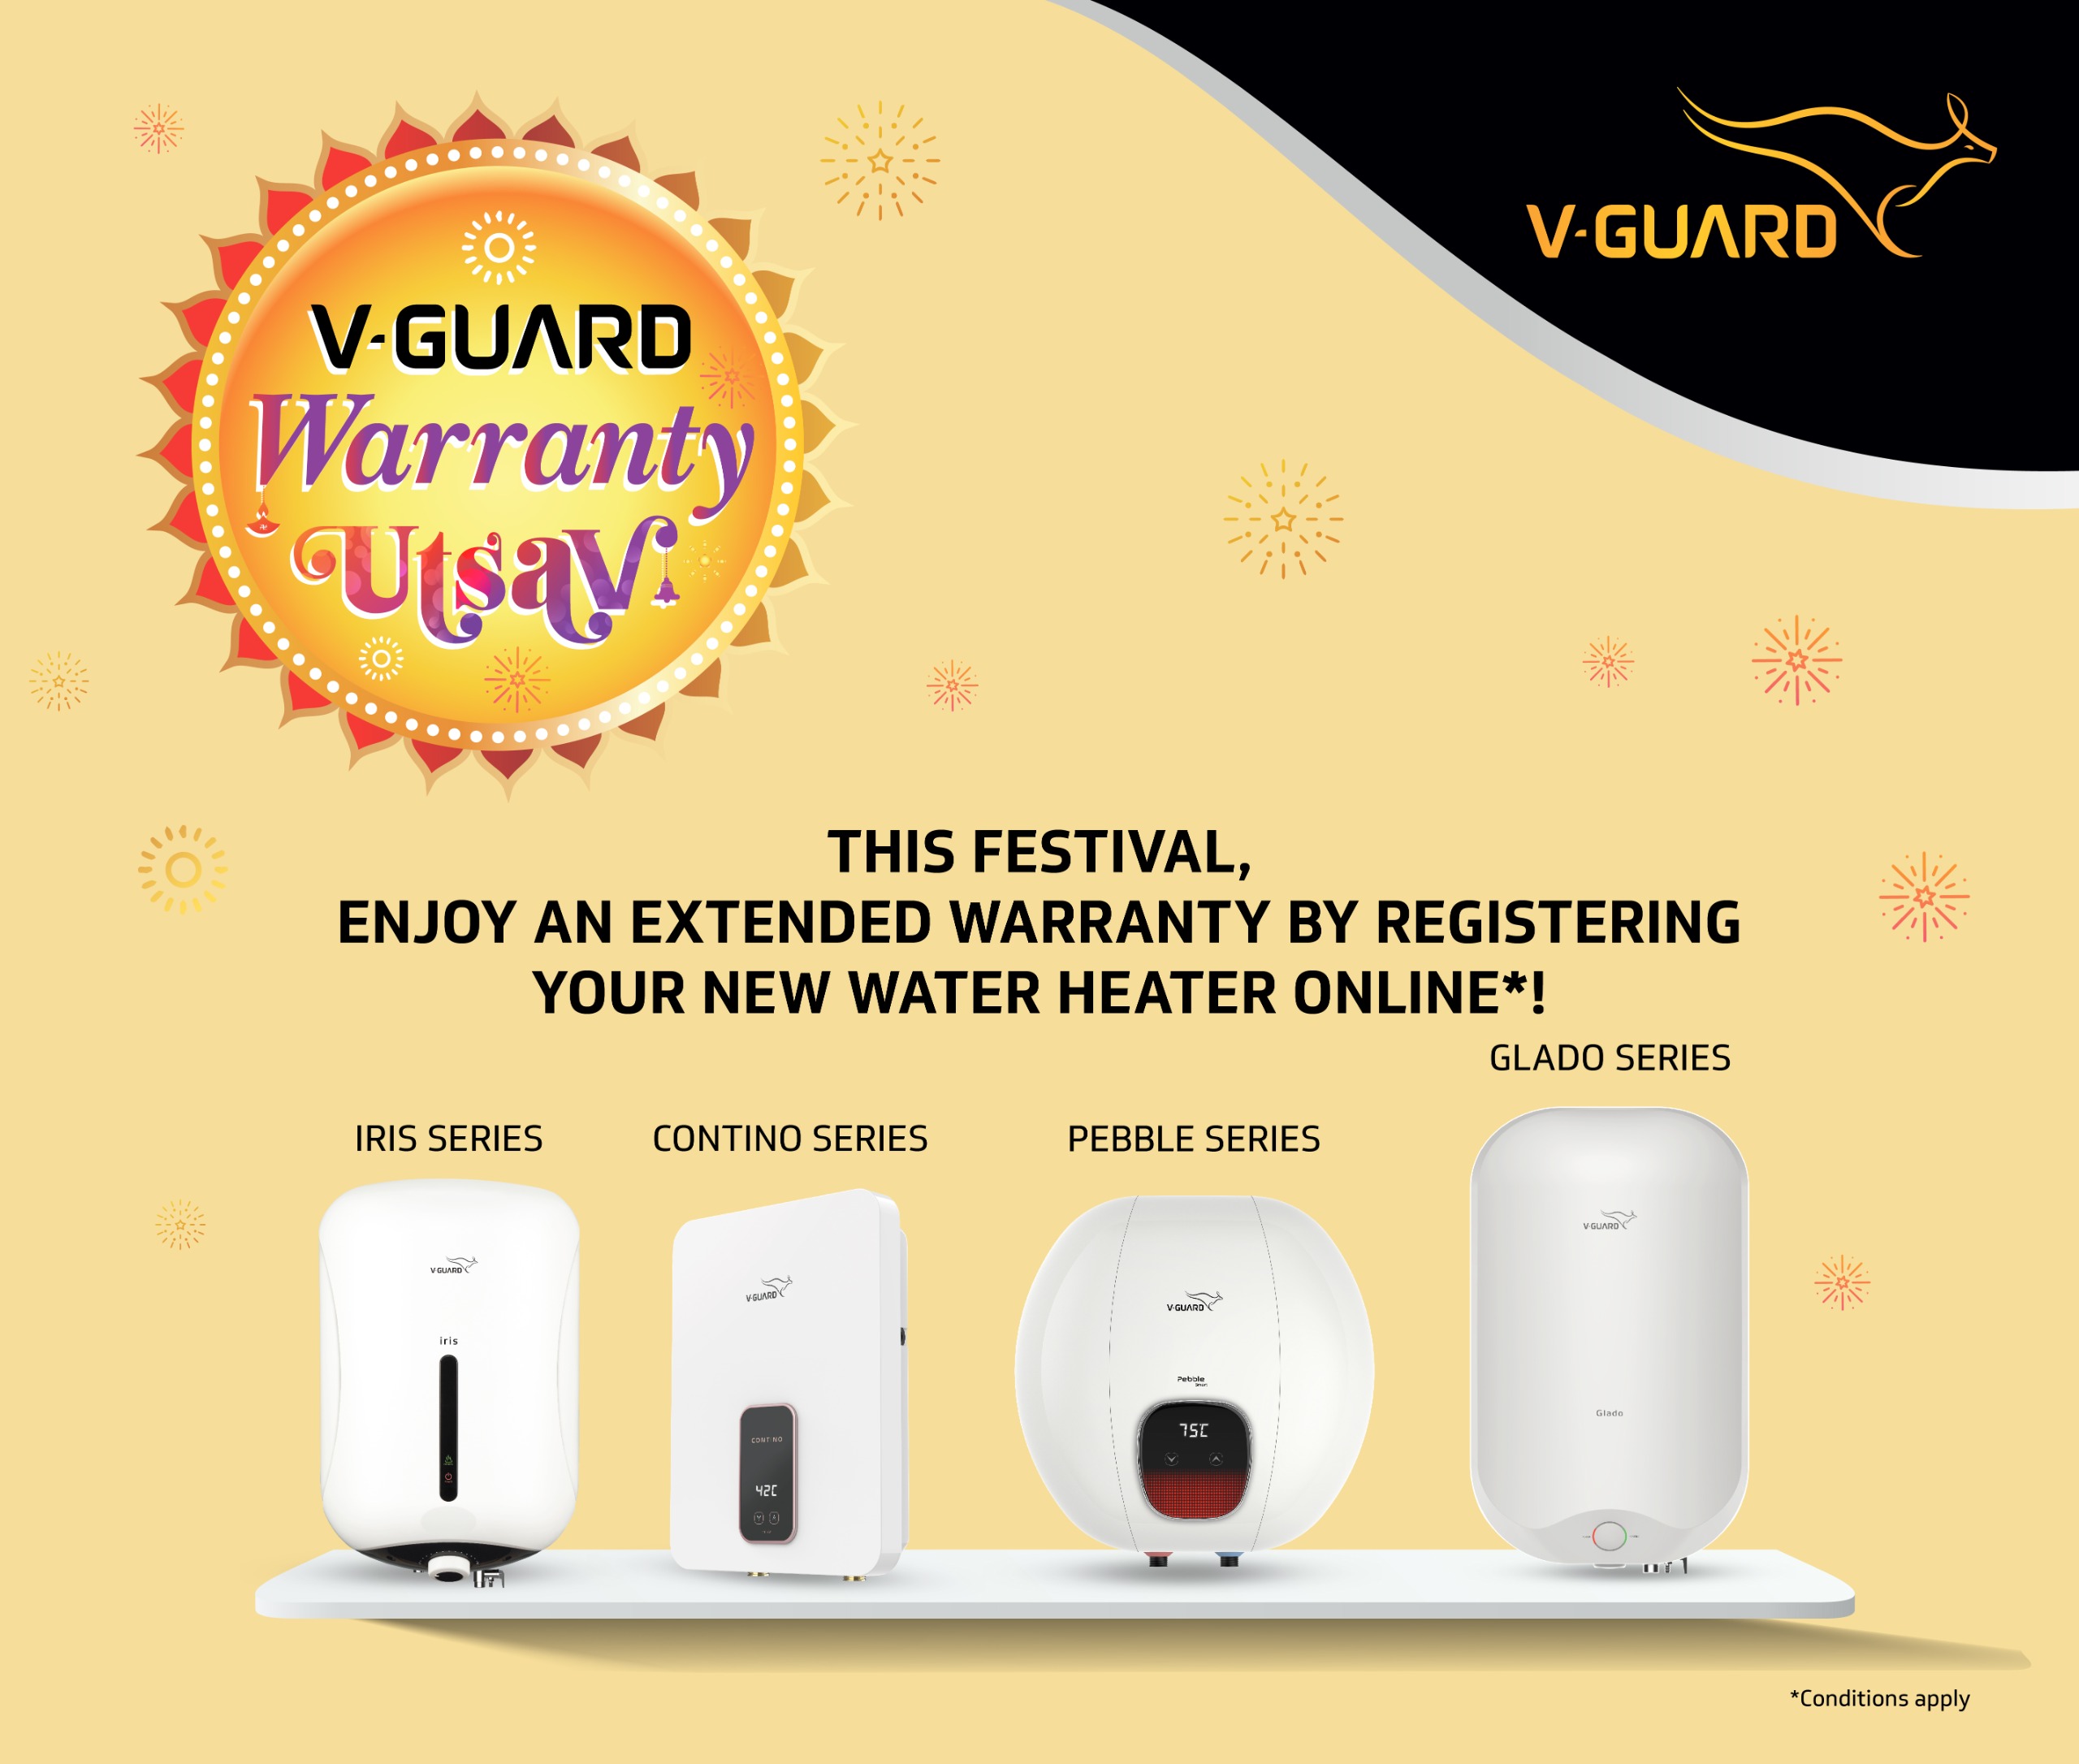 V-GUARD
V-GUARD
Warranty
Utsav
THIS FESTIVAL,
ENJOY AN EXTENDED WARRANTY BY REGISTERING
YOUR NEW WATER HEATER ONLINE*!
GLADO SERIES
IRIS SERIES
CONTINO SERIES
PEBBLE SERIES
V-GUARD
iris
V-GUARD
CONTINO
42C
V-GUARD
Pebble
Smart
75C
V-GUARD
Glado
*Conditions apply